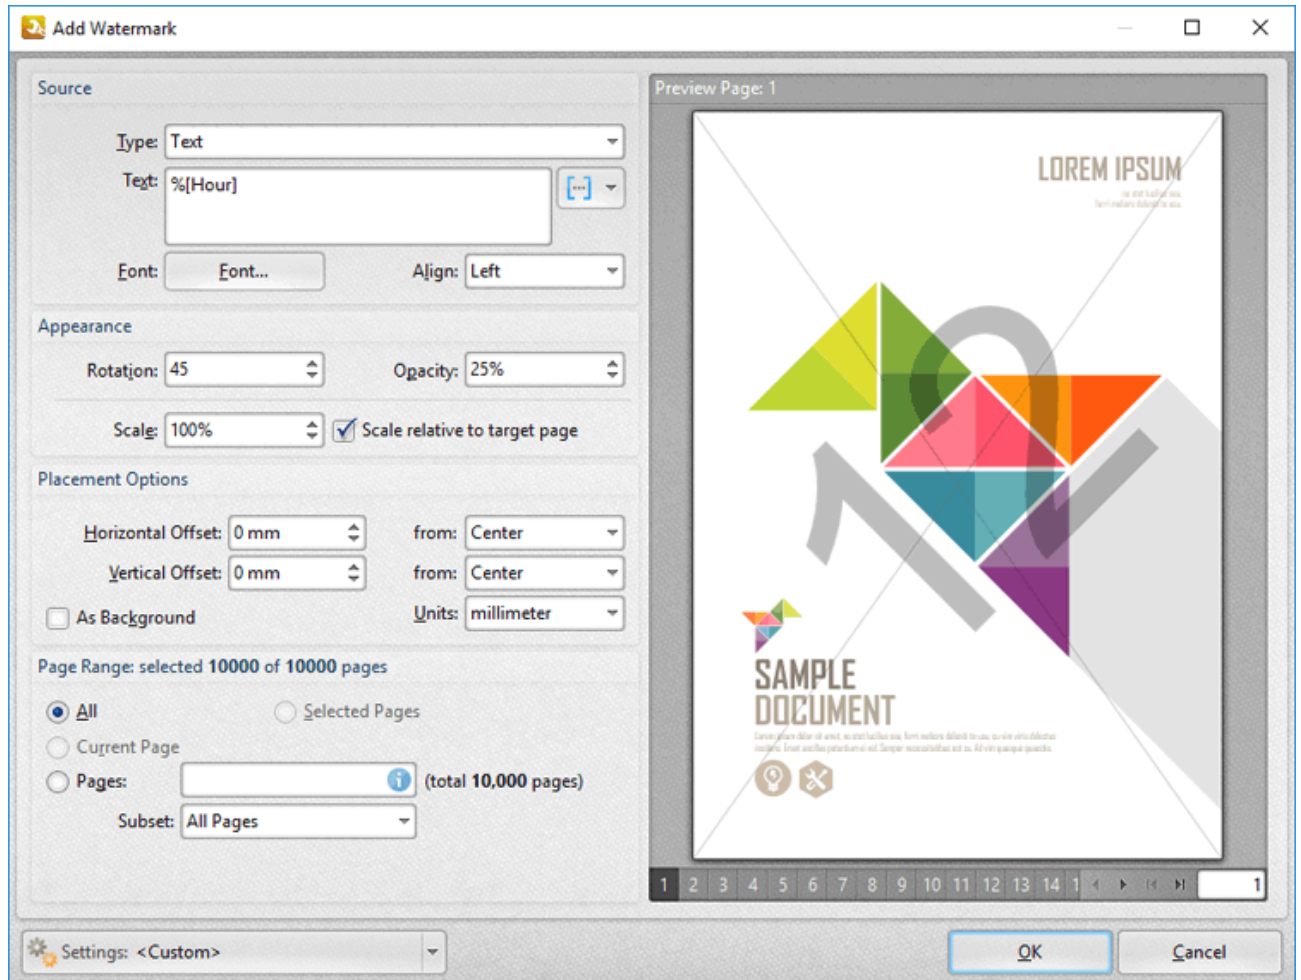 Add Watermark
Source
Type: Text
Text: %[Hour]
Font: Font... Align: Left
Appearance
Rotation: 45 Opacity: 25%
Scale: 100% Scale relative to target page
Placement Options
Horizontal Offset: 0 mm from: Center
Vertical Offset: 0 mm from: Center
As Background Units: millimeter
Page Range: selected 10000 of 10000 pages
All Selected Pages
Current Page
Pages: (total 10,000 pages)
Subset: All Pages
Settings: <Custom>
Preview Page: 1
LOREM IPSUM
12
SAMPLE
DOCUMENT
1 2 3 4 5 6 7 8 9 10 11 12 13 14 1 1
OK Cancel